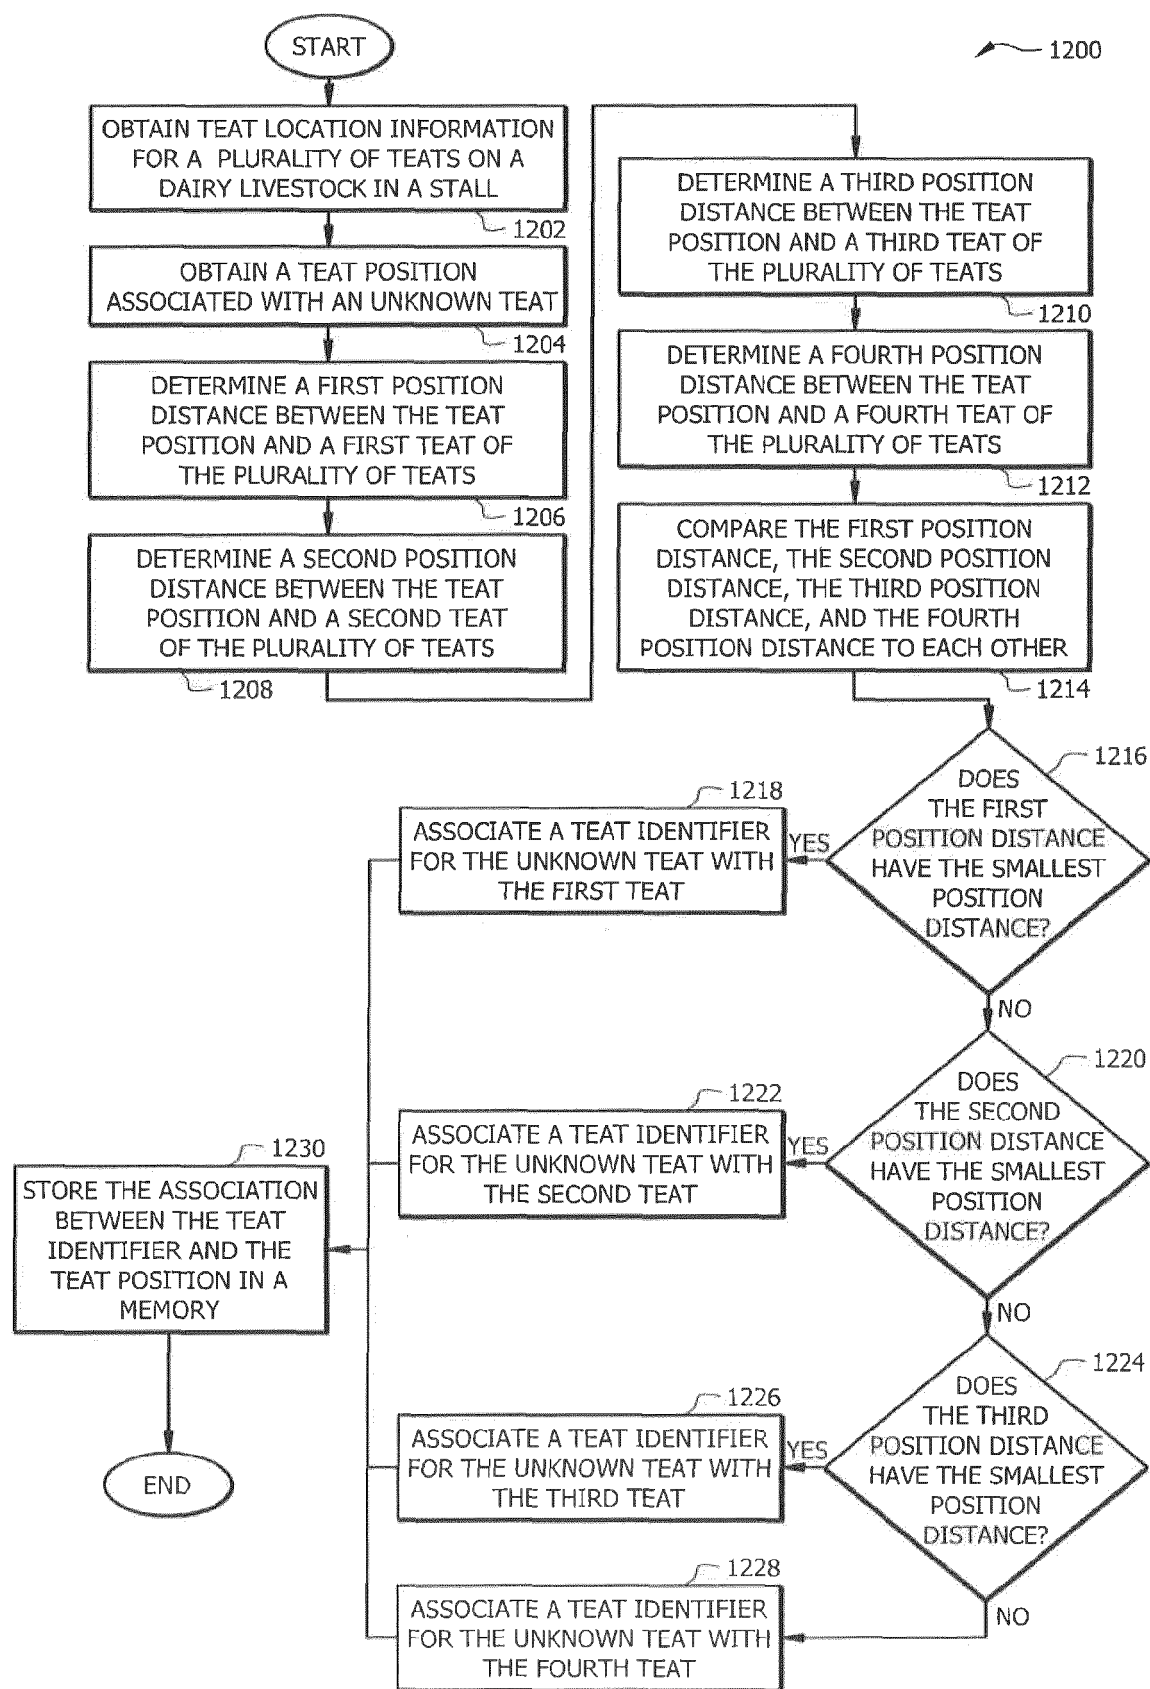 START
1200
OBTAIN TEAT LOCATION INFORMATION
FOR A PLURALITY OF TEATS ON A
DAIRY LIVESTOCK IN A STALL
1202
OBTAIN A TEAT POSITION
ASSOCIATED WITH AN UNKNOWN TEAT
1204
DETERMINE A FIRST POSITION
DISTANCE BETWEEN THE TEAT
POSITION AND A FIRST TEAT OF
THE PLURALITY OF TEATS
1206
DETERMINE A SECOND POSITION
DISTANCE BETWEEN THE TEAT
POSITION AND A SECOND TEAT
OF THE PLURALITY OF TEATS
1208
DETERMINE A THIRD POSITION
DISTANCE BETWEEN THE TEAT
POSITION AND A THIRD TEAT OF
THE PLURALITY OF TEATS
1210
DETERMINE A FOURTH POSITION
DISTANCE BETWEEN THE TEAT
POSITION AND A FOURTH TEAT OF
THE PLURALITY OF TEATS
1212
COMPARE THE FIRST POSITION
DISTANCE, THE SECOND POSITION
DISTANCE, THE THIRD POSITION
DISTANCE, AND THE FOURTH
POSITION DISTANCE TO EACH OTHER
1214
1216
DOES
THE FIRST
POSITION DISTANCE
HAVE THE SMALLEST
POSITION
DISTANCE?
YES
1218
ASSOCIATE A TEAT IDENTIFIER
FOR THE UNKNOWN TEAT WITH
THE FIRST TEAT
NO
1220
DOES
THE SECOND
POSITION DISTANCE
HAVE THE SMALLEST
POSITION
DISTANCE?
YES
1222
ASSOCIATE A TEAT IDENTIFIER
FOR THE UNKNOWN TEAT WITH
THE SECOND TEAT
NO
1224
DOES
THE THIRD
POSITION DISTANCE
HAVE THE SMALLEST
POSITION
DISTANCE?
YES
1226
ASSOCIATE A TEAT IDENTIFIER
FOR THE UNKNOWN TEAT WITH
THE THIRD TEAT
NO
1228
ASSOCIATE A TEAT IDENTIFIER
FOR THE UNKNOWN TEAT WITH
THE FOURTH TEAT
1230
STORE THE ASSOCIATION
BETWEEN THE TEAT
IDENTIFIER AND THE
TEAT POSITION IN A
MEMORY
END